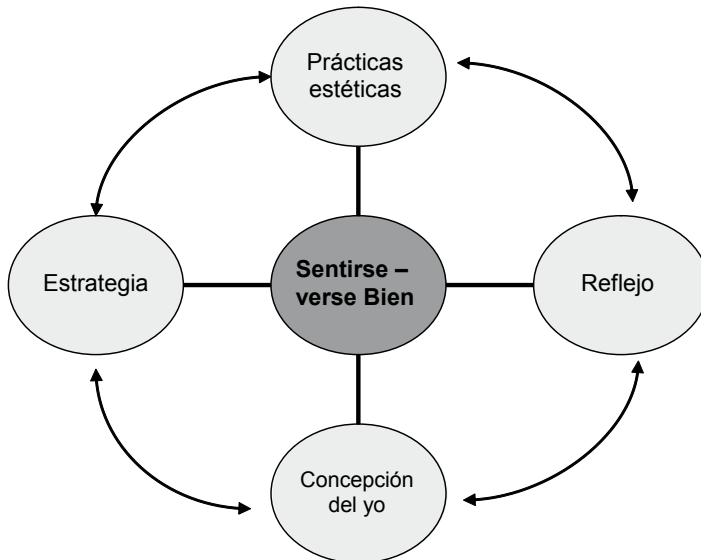 Prácticas
estéticas
Estrategia
Sentirse –
verse Bien
Reflejo
Concepción
del yo